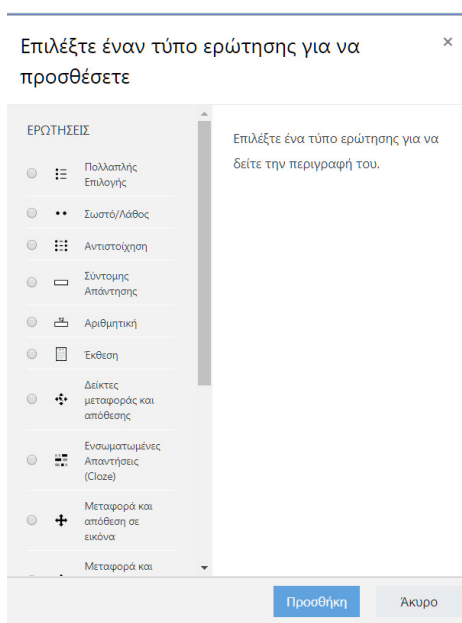 Επιλέξτε έναν τύπο ερώτησης για να
προσθέσετε
×
ΕΡΩΤΗΣΕΙΣ
Πολλαπλής
Επιλογής
Σωστό/Λάθος
Αντιστοίχηση
Σύντομης
Απάντησης
12
Αριθμητική
Έκθεση
Δείκτες
μεταφοράς και
απόθεσης
Ενσωματωμένες
Απαντήσεις
(Cloze)
Μεταφορά και
απόθεση σε
εικόνα
Μεταφορά και
Επιλέξτε ένα τύπο ερώτησης για να
δείτε την περιγραφή του.
Προσθήκη
Άκυρο